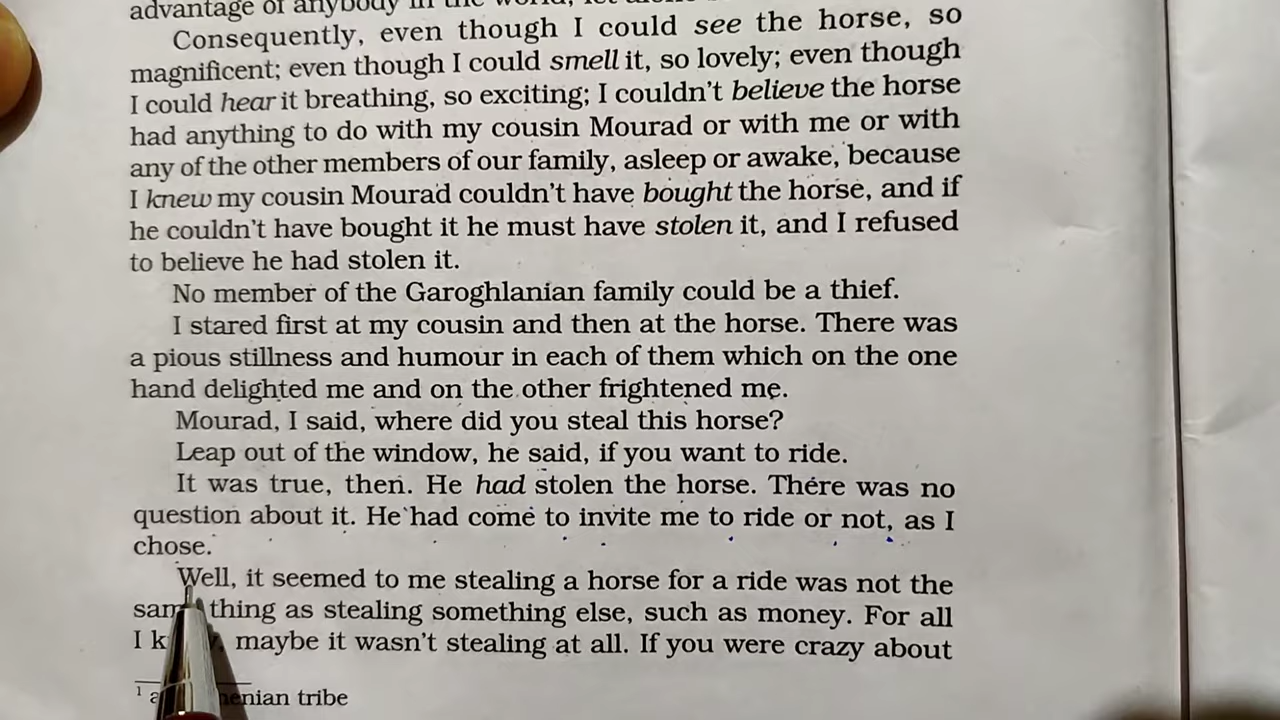 advantage of anybody in the world, let alone
Consequently, even though I could see the horse, so
magnificent; even though I could smell it, so lovely; even though
I could hear it breathing, so exciting; I couldn't believe the horse
had anything to do with my cousin Mourad or with me or with
any of the other members of our family, asleep or awake, because
I knew my cousin Mourad couldn't have bought the horse, and if
he couldn't have bought it he must have stolen it, and I refused
to believe he had stolen it.
No member of the Garoghlanian family could be a thief.
I stared first at my cousin and then at the horse. There was
a pious stillness and humour in each of them which on the one
hand delighted me and on the other frightened me.
Mourad, I said, where did you steal this horse?
Leap out of the window, he said, if you want to ride.
It was true, then. He had stolen the horse. There was no
question about it. He had come to invite me to ride or not, as I
chose.
Well, it seemed to me stealing a horse for a ride was not the
thing as stealing something else, such as money. For all
I maybe it wasn't stealing at all. If you were crazy about
1 tribe